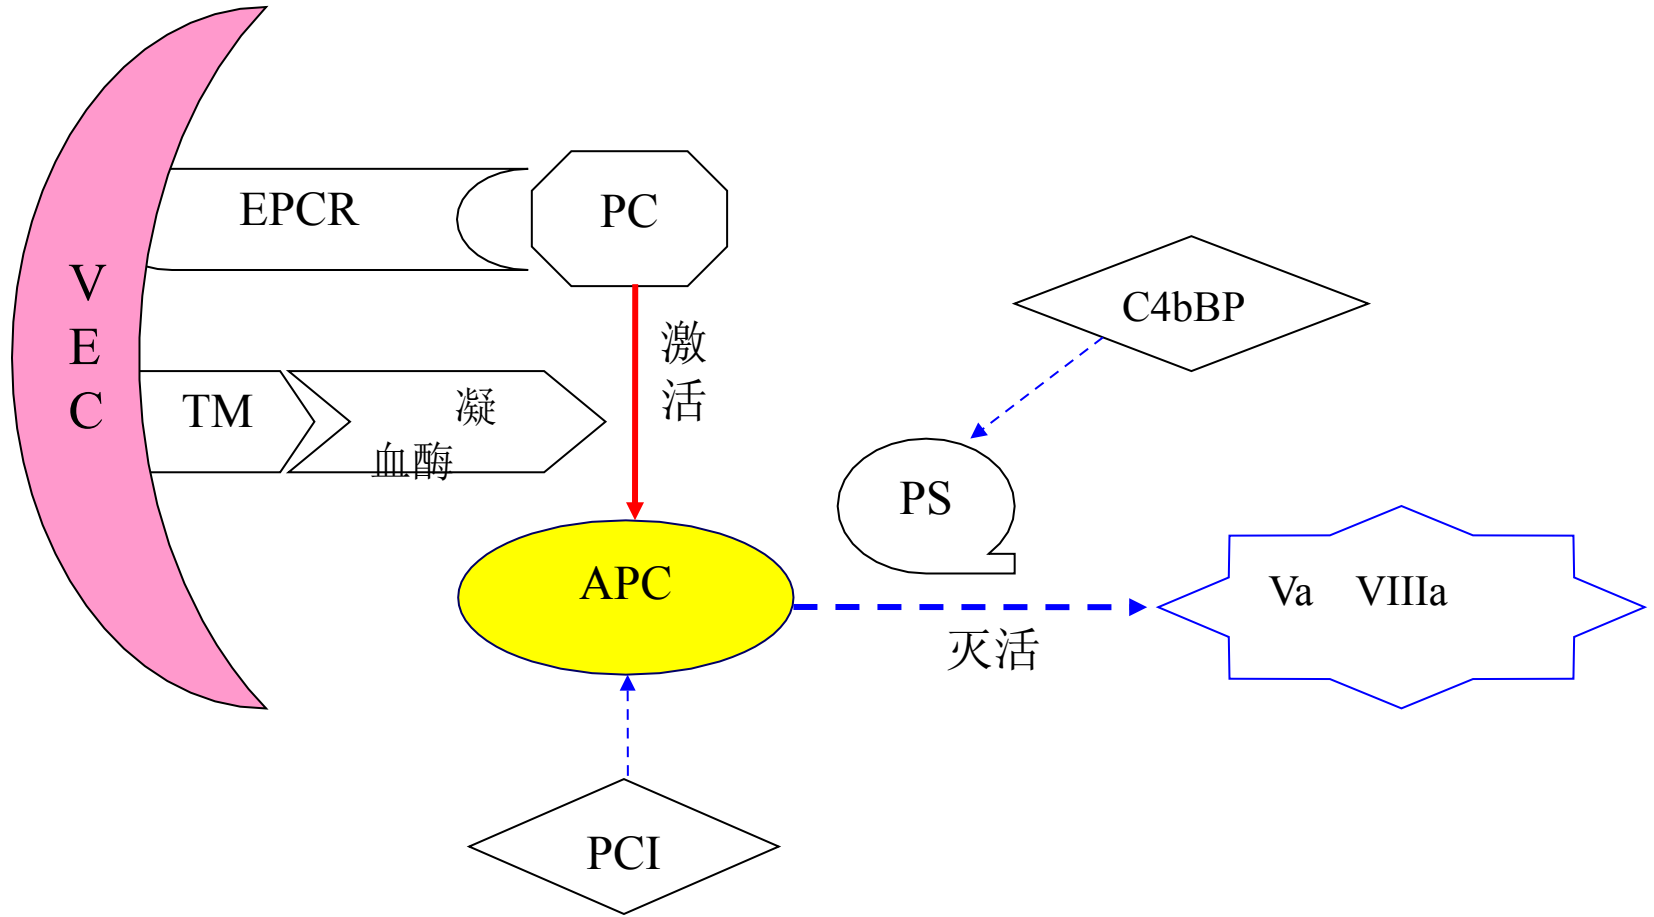 EPCR
PC
V
E
C
C4bBP
激
活
TM
凝
血酶
PS
APC
Va VIIIa
灭活
PCI